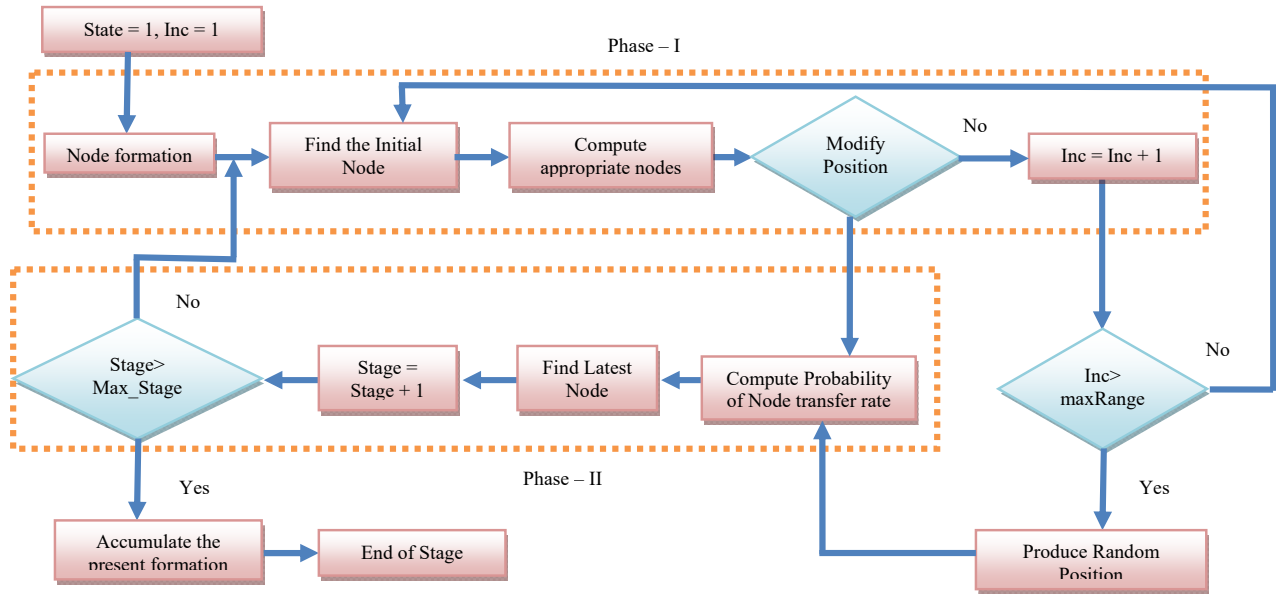 State = 1, Inc = 1
Phase – I
Node formation
Find the Initial
Node
Compute
appropriate nodes
Modify
Position
No
Inc = Inc + 1
No
Stage>
Max_Stage
Stage =
Stage + 1
Find Latest
Node
Compute Probability
of Node transfer rate
Inc>
maxRange
No
Phase – II
Yes
Yes
Accumulate the
present formation
End of Stage
Produce Random
Position